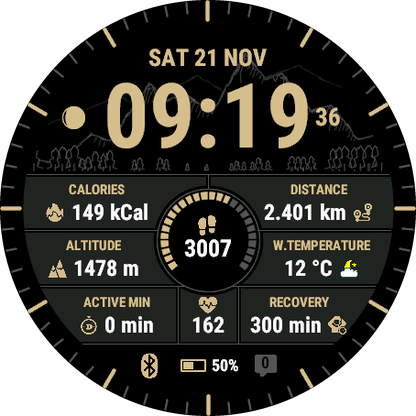 SAT 21 NOV
09:19 36
CALORIES
149 kCal
DISTANCE
2.401 km
ALTITUDE
1478 m
3007
W.TEMPERATURE
12 °C
ACTIVE MIN
0 min
162
RECOVERY
300 min
50%
0